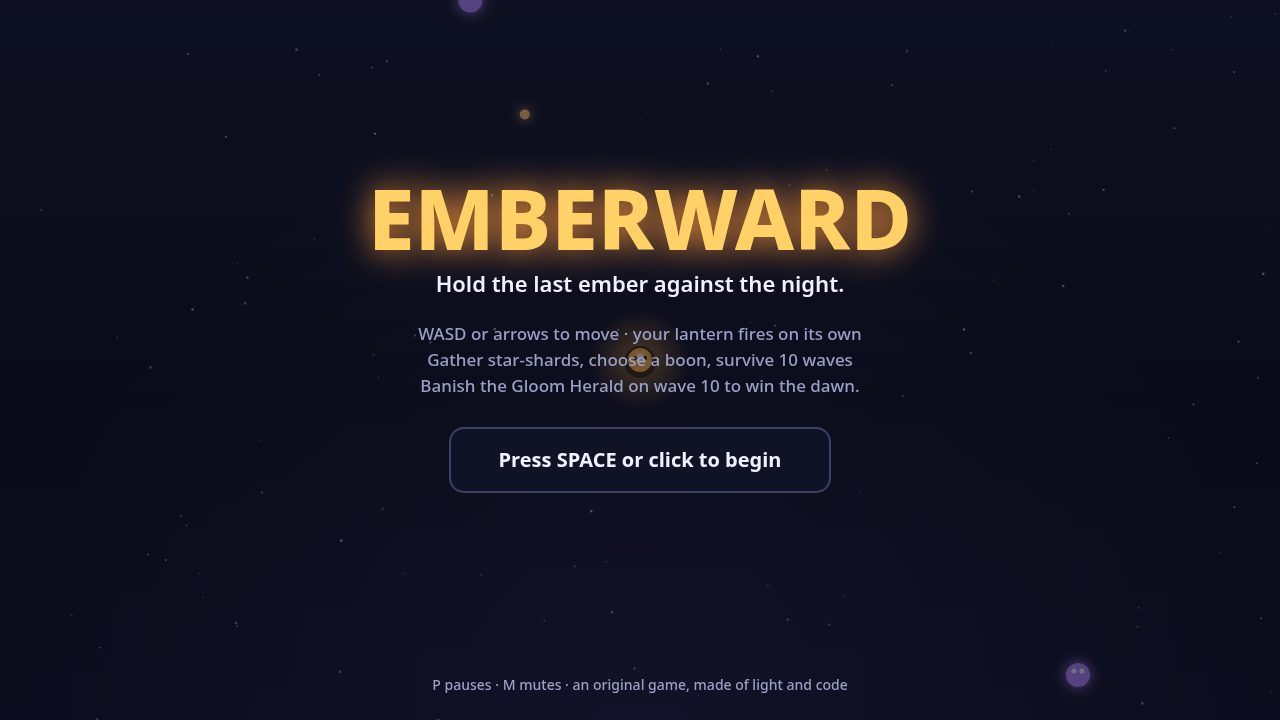 EMBERWARD
Hold the last ember against the night.
WASD or arrows to move · your lantern fires on its own
Gather star-shards, choose a boon, survive 10 waves
Banish the Gloom Herald on wave 10 to win the dawn.
Press SPACE or click to begin
P pauses · M mutes · an original game, made of light and code